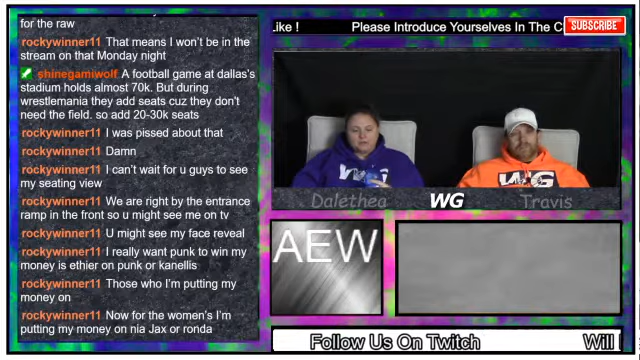 for the raw
rockywinner11 That means I won't be in the
stream on that Monday night
shinegamiwolf A football game at dallas's
stadium holds almost 70k. But during
wrestlemania they add seats cuz they don't
need the field. so add 20-30k seats
rockywinner11 I was pissed about that
rockywinner11 Damn
rockywinner11 I can't wait for u guys to see
my seating view
rockywinner11 We are right by the entrance
ramp in the front so u might see me on tv
rockywinner11 U might see my face reveal
rockywinner11 I really want punk to win my
money is ethier on punk or kanellis
rockywinner11 Those who I'm putting my
money on
rockywinner11 Now for the women's I'm
putting my money on nia Jax or ronda
Like ! Please Introduce Yourselves In The C
SUBSCRIBE
WG
WG
Dalethea WG Travis
AEW
Follow Us On Twitch Will